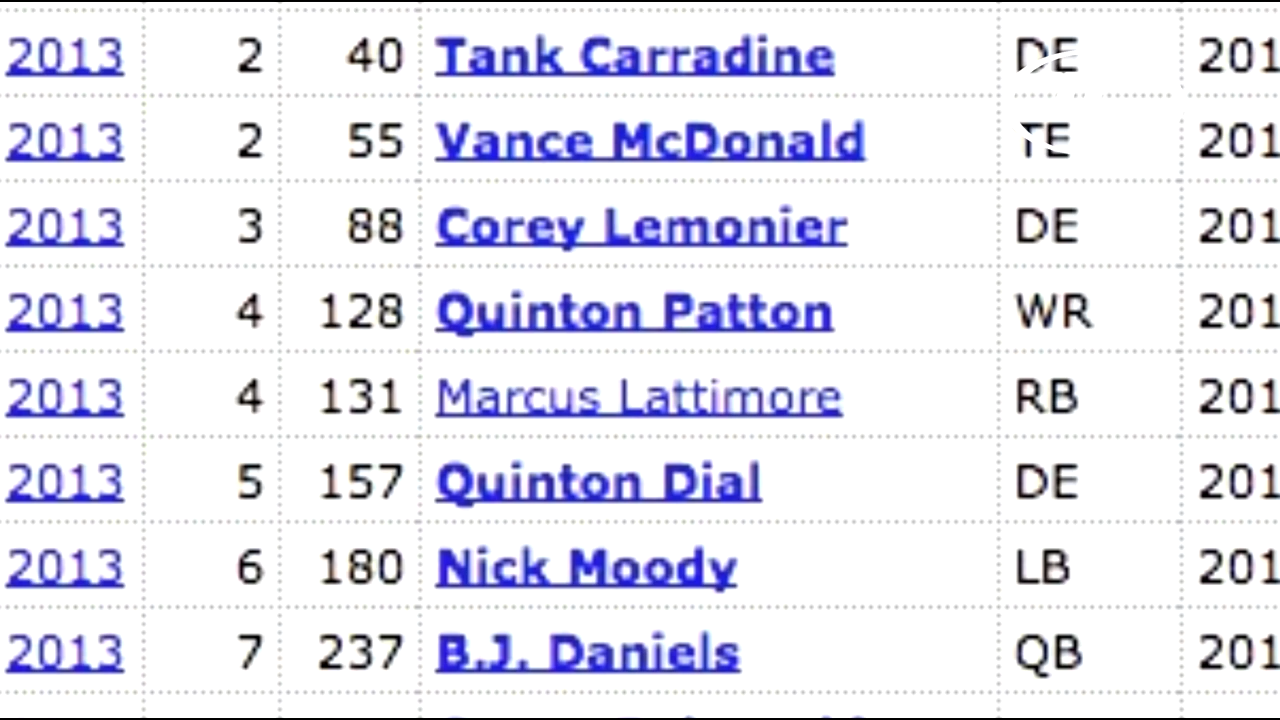 2013 2 40 Tank Carradine DE 201
2013 2 55 Vance McDonald TE 201
2013 3 88 Corey Lemonier DE 201
2013 4 128 Quinton Patton WR 201
2013 4 131 Marcus Lattimore RB 201
2013 5 157 Quinton Dial DE 201
2013 6 180 Nick Moody LB 201
2013 7 237 B.J. Daniels QB 201